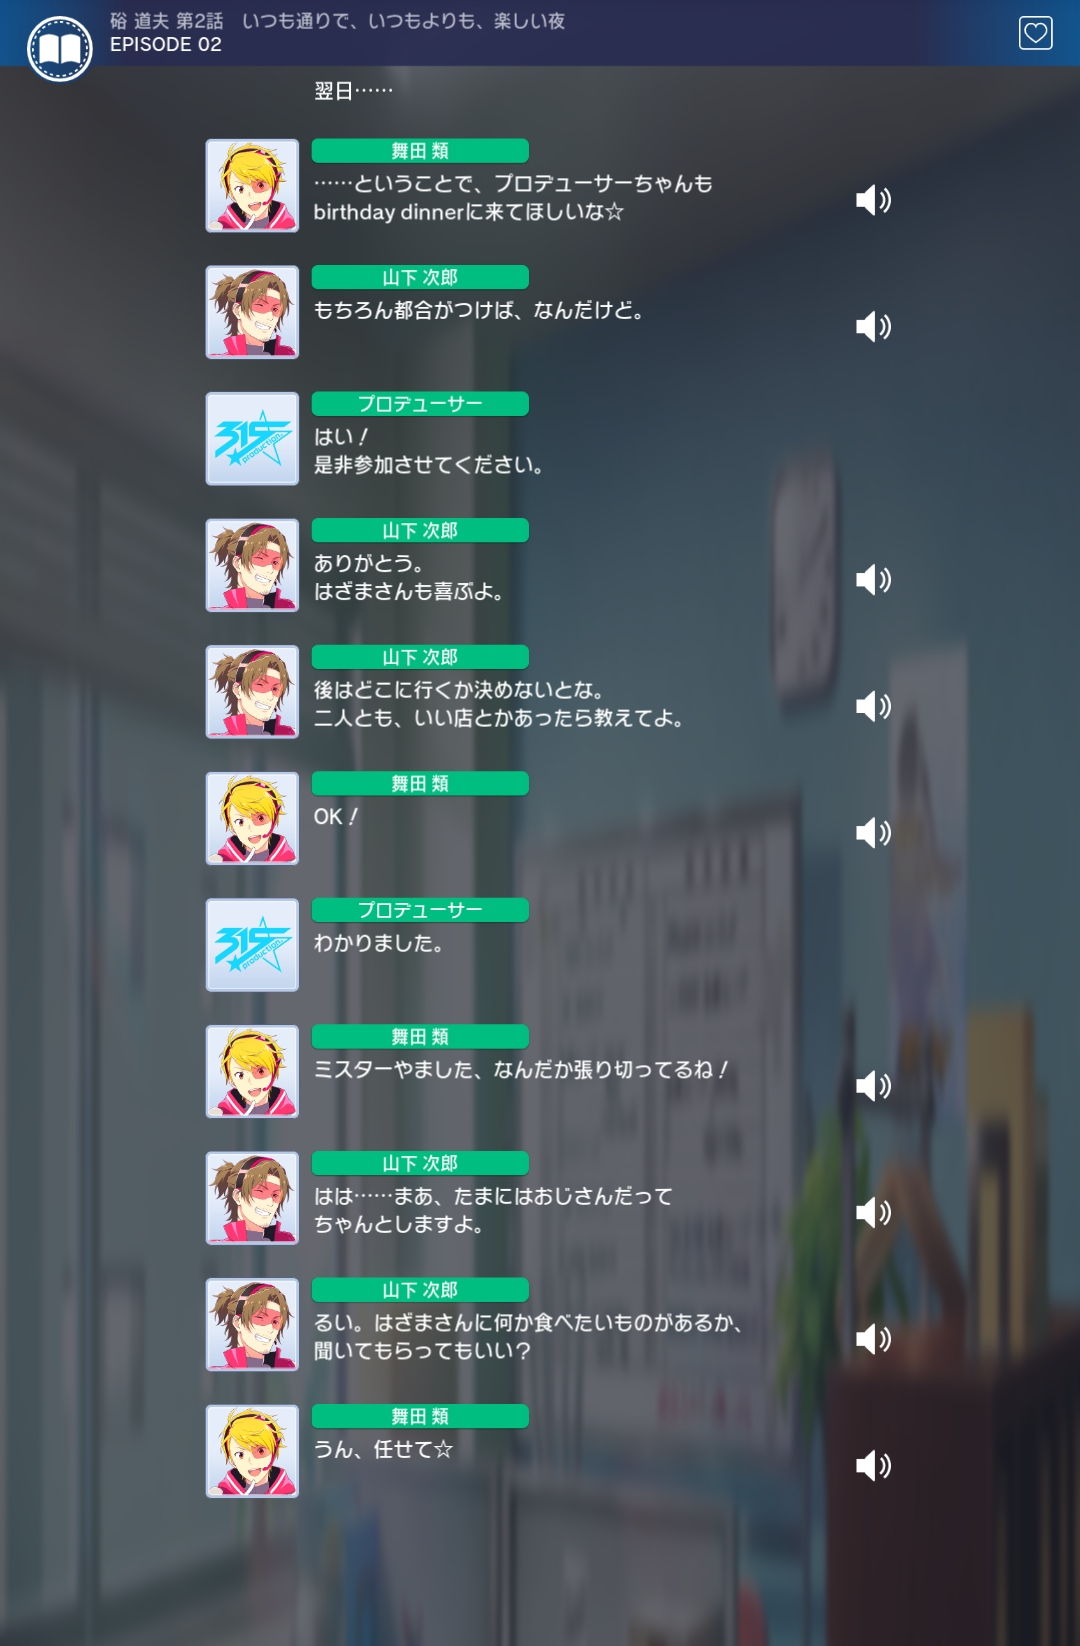 硲 道夫 第2話　いつも通りで、いつもよりも、楽しい夜
EPISODE 02
翌日……
舞田 類
……ということで、プロデューサーちゃんも
birthday dinnerに来てほしいな☆
山下 次郎
もちろん都合がつけば、なんだけど。
プロデューサー
315 production
はい！
是非参加させてください。
山下 次郎
ありがとう。
はざまさんも喜ぶよ。
山下 次郎
後はどこに行くか決めないとな。
二人とも、いい店とかあったら教えてよ。
舞田 類
OK！
プロデューサー
315 production
わかりました。
舞田 類
ミスターやました、なんだか張り切ってるね！
山下 次郎
はは……まあ、たまにはおじさんだって
ちゃんとしますよ。
山下 次郎
るい。はざまさんに何か食べたいものがあるか、
聞いてもらってもいい？
舞田 類
うん、任せて☆